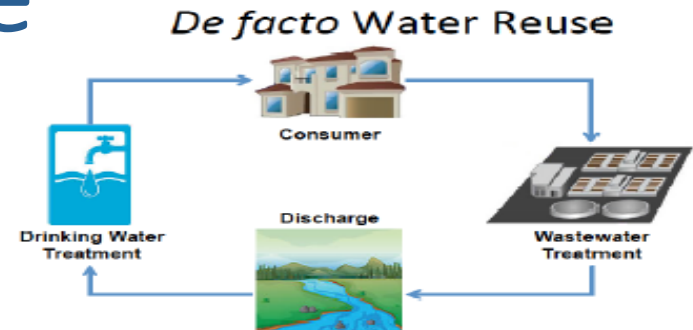 e
De facto Water Reuse
Consumer
Drinking Water
Treatment
Discharge
Wastewater
Treatment